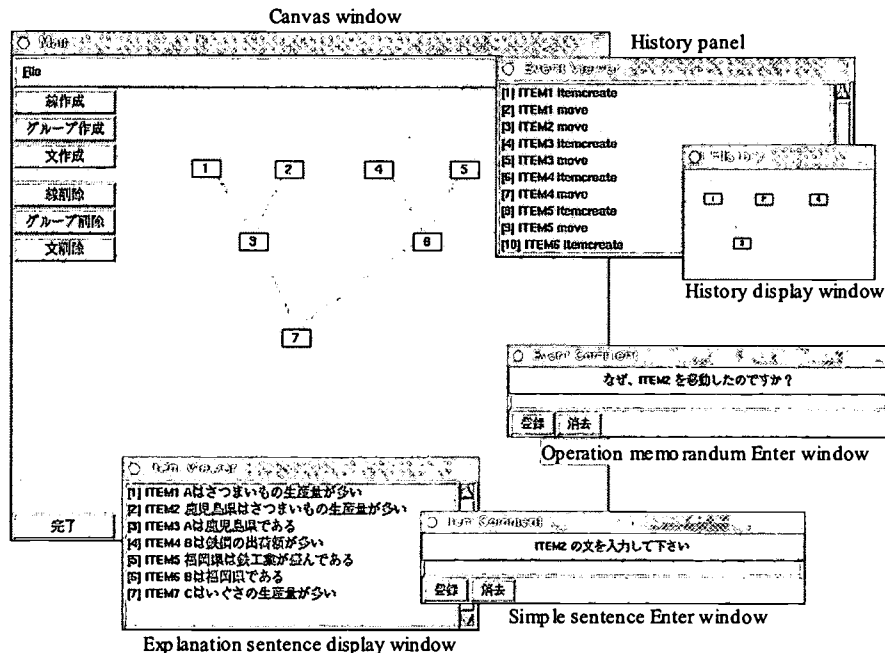 Canvas window
Main
File
線作成
グループ作成
文作成
線削除
グループ削除
文削除
完了
1
2
4
5
3
6
7
History panel
[1] ITEM1 itemcreate
[2] ITEM1 move
[3] ITEM2 move
[4] ITEM3 itemcreate
[5] ITEM3 move
[6] ITEM4 itemcreate
[7] ITEM4 move
[8] ITEM5 itemcreate
[9] ITEM5 move
[10] ITEM6 itemcreate
1
2
4
3
History display window
なぜ、ITEM2 を移動したのですか?
登録
消去
Operation memorandum Enter window
[1] ITEM1 Aはさつまいもの生産量が多い
[2] ITEM2 鹿児島県はさつまいもの生産量が多い
[3] ITEM3 Aは鹿児島県である
[4] ITEM4 Bは鉄鋼の出荷額が多い
[5] ITEM5 福岡県は鉄工業が盛んである
[6] ITEM6 Bは福岡県である
[7] ITEM7 Cはいぐさの生産量が多い
Explanation sentence display window
ITEM2 の文を入力して下さい
登録
消去
Simple sentence Enter window